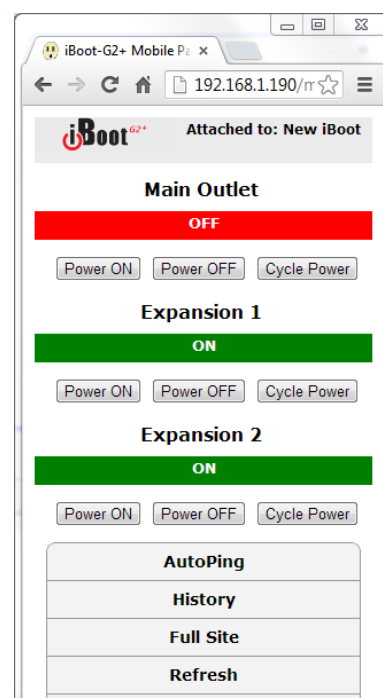 iBoot-G2+ Mobile Pa
192.168.1.190/m
iBoot G2+
Attached to: New iBoot
Main Outlet
OFF
Power ON Power OFF Cycle Power
Expansion 1
ON
Power ON Power OFF Cycle Power
Expansion 2
ON
Power ON Power OFF Cycle Power
AutoPing
History
Full Site
Refresh